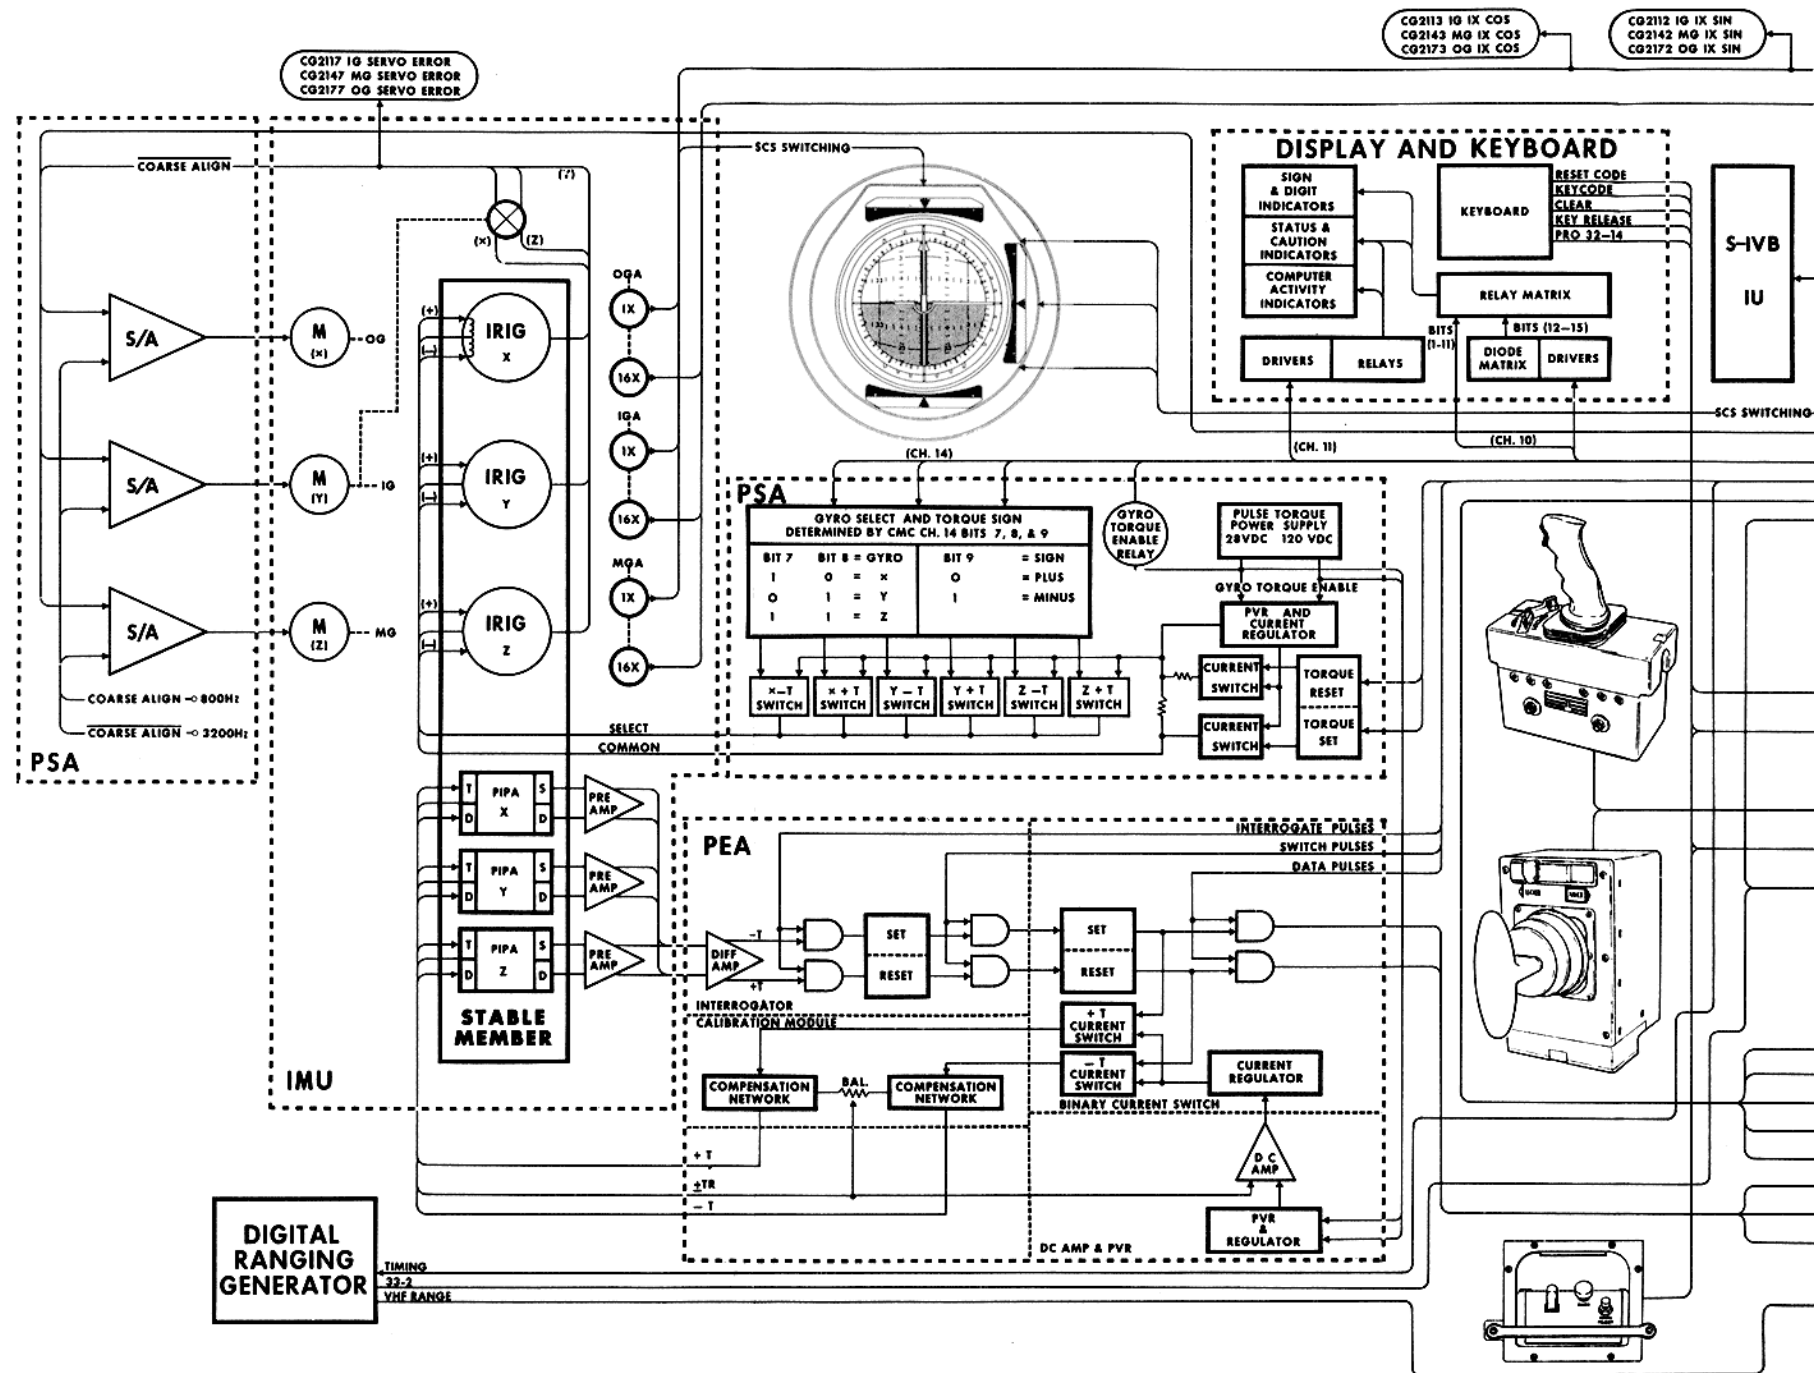 CG2113 IG IX COS
CG2143 MG IX COS
CG2173 OG IX COS
CG2112 IG IX SIN
CG2142 MG IX SIN
CG2172 OG IX SIN
CG2117 IG SERVO ERROR
CG2147 MG SERVO ERROR
CG2177 OG SERVO ERROR
COARSE ALIGN
(Y)
(X)
(Z)
S/A
M
(X)
OG
S/A
M
(Y)
IG
S/A
M
(Z)
MG
COARSE ALIGN 800HZ
COARSE ALIGN 3200HZ
PSA
(+)
(−)
IRIG
X
(+)
(−)
IRIG
Y
(+)
(−)
IRIG
Z
OGA
1X
16X
IGA
1X
16X
MGA
1X
16X
SELECT
COMMON
T
D
PIPA
X
S
D
PRE
AMP
T
D
PIPA
Y
S
D
PRE
AMP
T
D
PIPA
Z
S
D
PRE
AMP
STABLE
MEMBER
IMU
SCS SWITCHING
DISPLAY AND KEYBOARD
SIGN
& DIGIT
INDICATORS
STATUS &
CAUTION
INDICATORS
COMPUTER
ACTIVITY
INDICATORS
KEYBOARD
RESET CODE
KEYCODE
CLEAR
KEY RELEASE
PRO 32−14
RELAY MATRIX
BITS
(1-11)
BITS (12−15)
DRIVERS
RELAYS
DIODE
MATRIX
DRIVERS
S-IVB
IU
SCS SWITCHING
(CH. 14)
(CH. 11)
(CH. 10)
PSA
GYRO SELECT AND TORQUE SIGN
DETERMINED BY CMC CH. 14 BITS 7, 8, & 9
BIT 7 BIT 8 = GYRO BIT 9 = SIGN
1 0 = X 0 = PLUS
0 1 = Y 1 = MINUS
1 1 = Z
GYRO
TORQUE
ENABLE
RELAY
PULSE TORQUE
POWER SUPPLY
28VDC 120 VDC
GYRO TORQUE ENABLE
PVR AND
CURRENT
REGULATOR
CURRENT
SWITCH
TORQUE
RESET
CURRENT
SWITCH
TORQUE
SET
X−T
SWITCH
X+T
SWITCH
Y−T
SWITCH
Y+T
SWITCH
Z−T
SWITCH
Z+T
SWITCH
PEA
INTERROGATE PULSES
SWITCH PULSES
DATA PULSES
DIFF
AMP
−T
+T
SET
RESET
SET
RESET
INTERROGATOR
CALIBRATION MODULE
+ T
CURRENT
SWITCH
− T
CURRENT
SWITCH
CURRENT
REGULATOR
BINARY CURRENT SWITCH
COMPENSATION
NETWORK
BAL.
COMPENSATION
NETWORK
+ T
±TR
− T
D C
AMP
PVR
&
REGULATOR
DC AMP & PVR
DIGITAL
RANGING
GENERATOR
TIMING
33-2
VHF RANGE